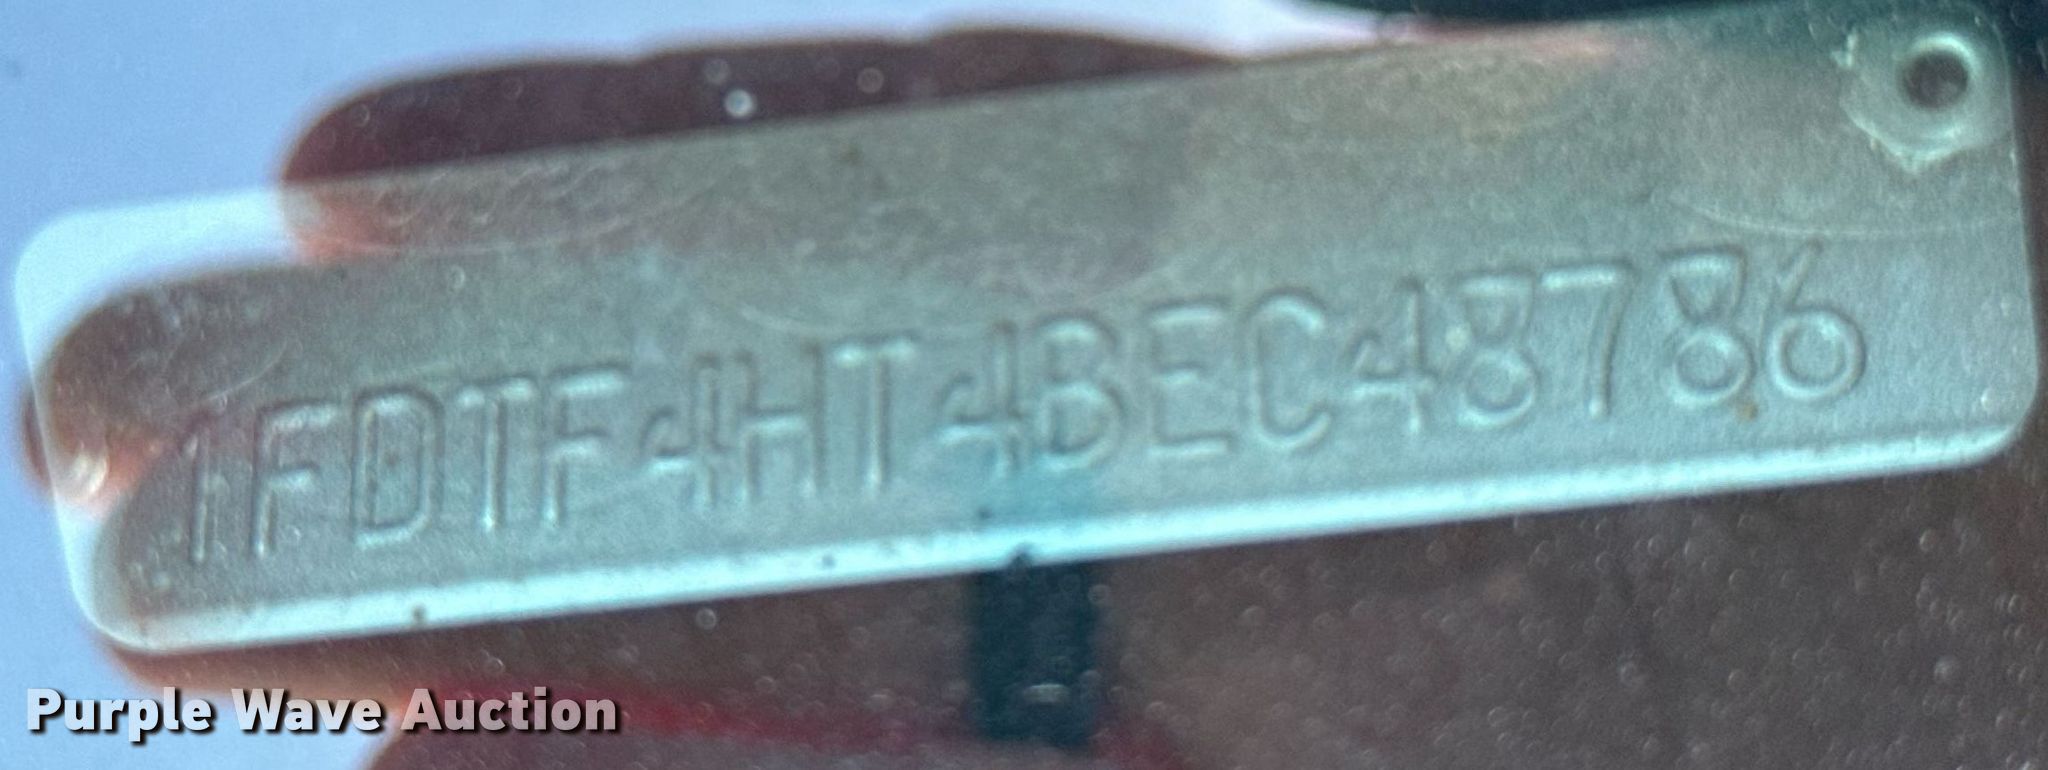 1FDTF4HT4BEC48786
Purple Wave Auction